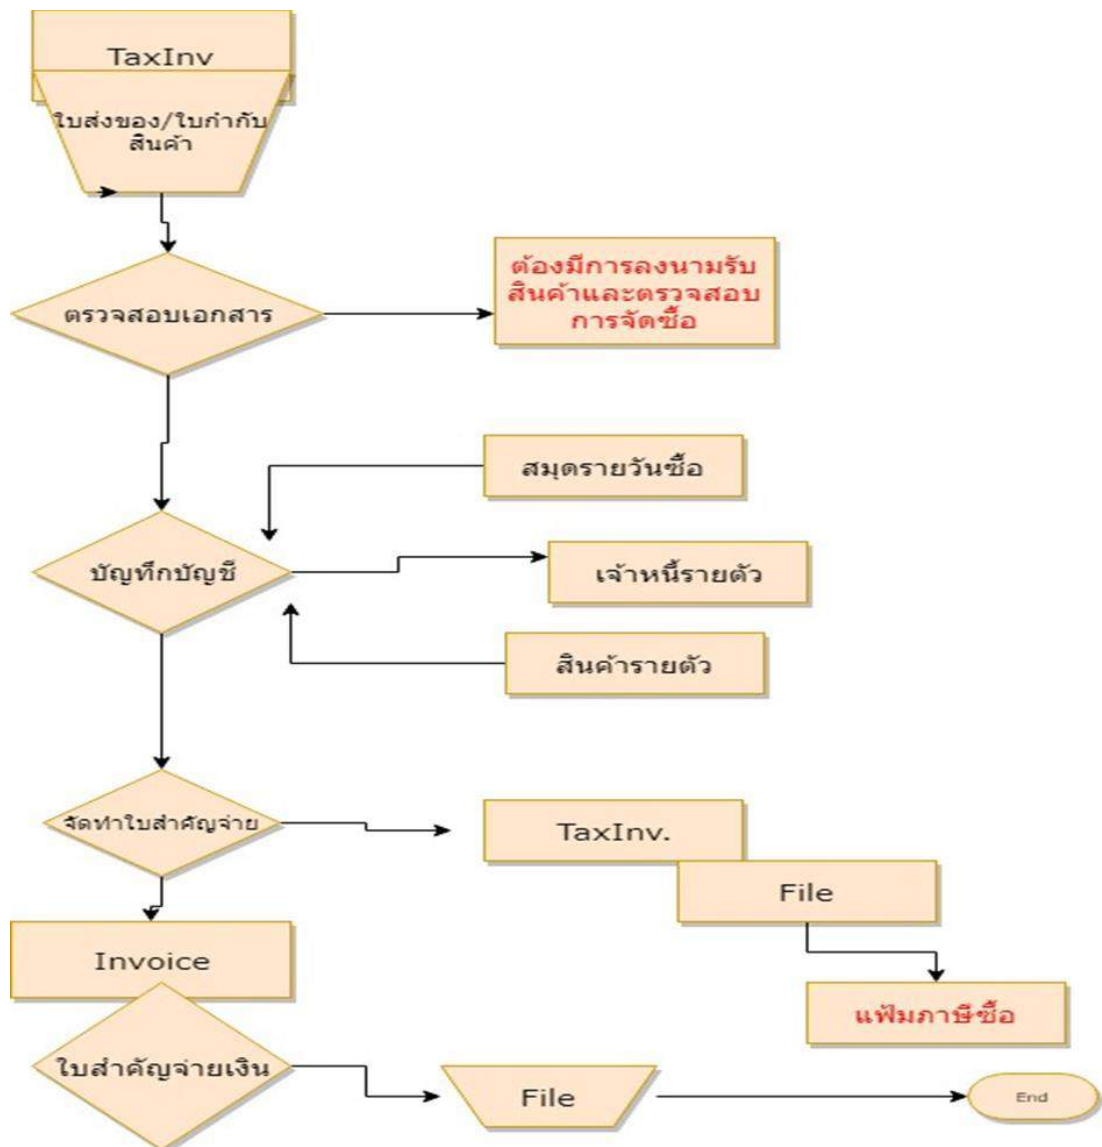 TaxInv
ใบส่งของ/ใบกำกับ
สินค้า
ตรวจสอบเอกสาร
ต้องมีการลงนามรับ
สินค้าและตรวจสอบ
การจัดซื้อ
สมุดรายวันซื้อ
บัญทึกบัญชี
เจ้าหนี้รายตัว
สินค้ารายตัว
จัดทำใบสำคัญจ่าย
TaxInv.
File
Invoice
แฟ้มภาษีซื้อ
ใบสำคัญจ่ายเงิน
File
End